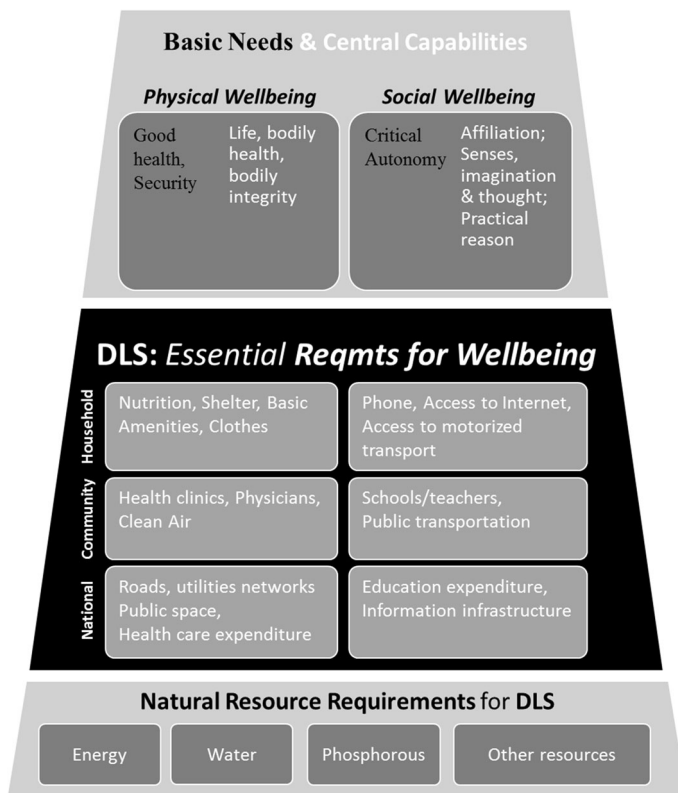 Basic Needs & Central Capabilities
Physical Wellbeing
Good
health,
Security
Life, bodily
health,
bodily
integrity
Social Wellbeing
Critical
Autonomy
Affiliation;
Senses,
imagination
& thought;
Practical
reason
DLS: Essential Reqmts for Wellbeing
Household
Nutrition, Shelter, Basic
Amenities, Clothes
Phone, Access to Internet,
Access to motorized
transport
Community
Health clinics, Physicians,
Clean Air
Schools/teachers,
Public transportation
National
Roads, utilities networks
Public space,
Health care expenditure
Education expenditure,
Information infrastructure
Natural Resource Requirements for DLS
Energy
Water
Phosphorous
Other resources